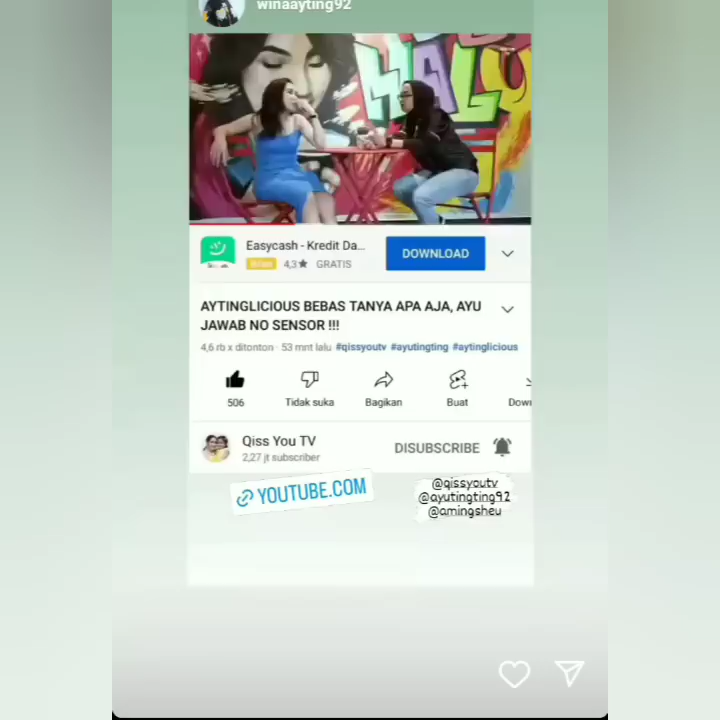 winaayting92
HALU
Easycash - Kredit Da...
4,3★ GRATIS
DOWNLOAD
AYTINGLICIOUS BEBAS TANYA APA AJA, AYU
JAWAB NO SENSOR !!!
4,6 rb x ditonton · 53 mnt lalu #qissyoutv #ayutingting #aytinglicious
506
Tidak suka
Bagikan
Buat
Down
Qiss You TV
2,27 jt subscriber
DISUBSCRIBE
YOUTUBE.COM
@qissyoutv
@ayutingting92
@amingsheu